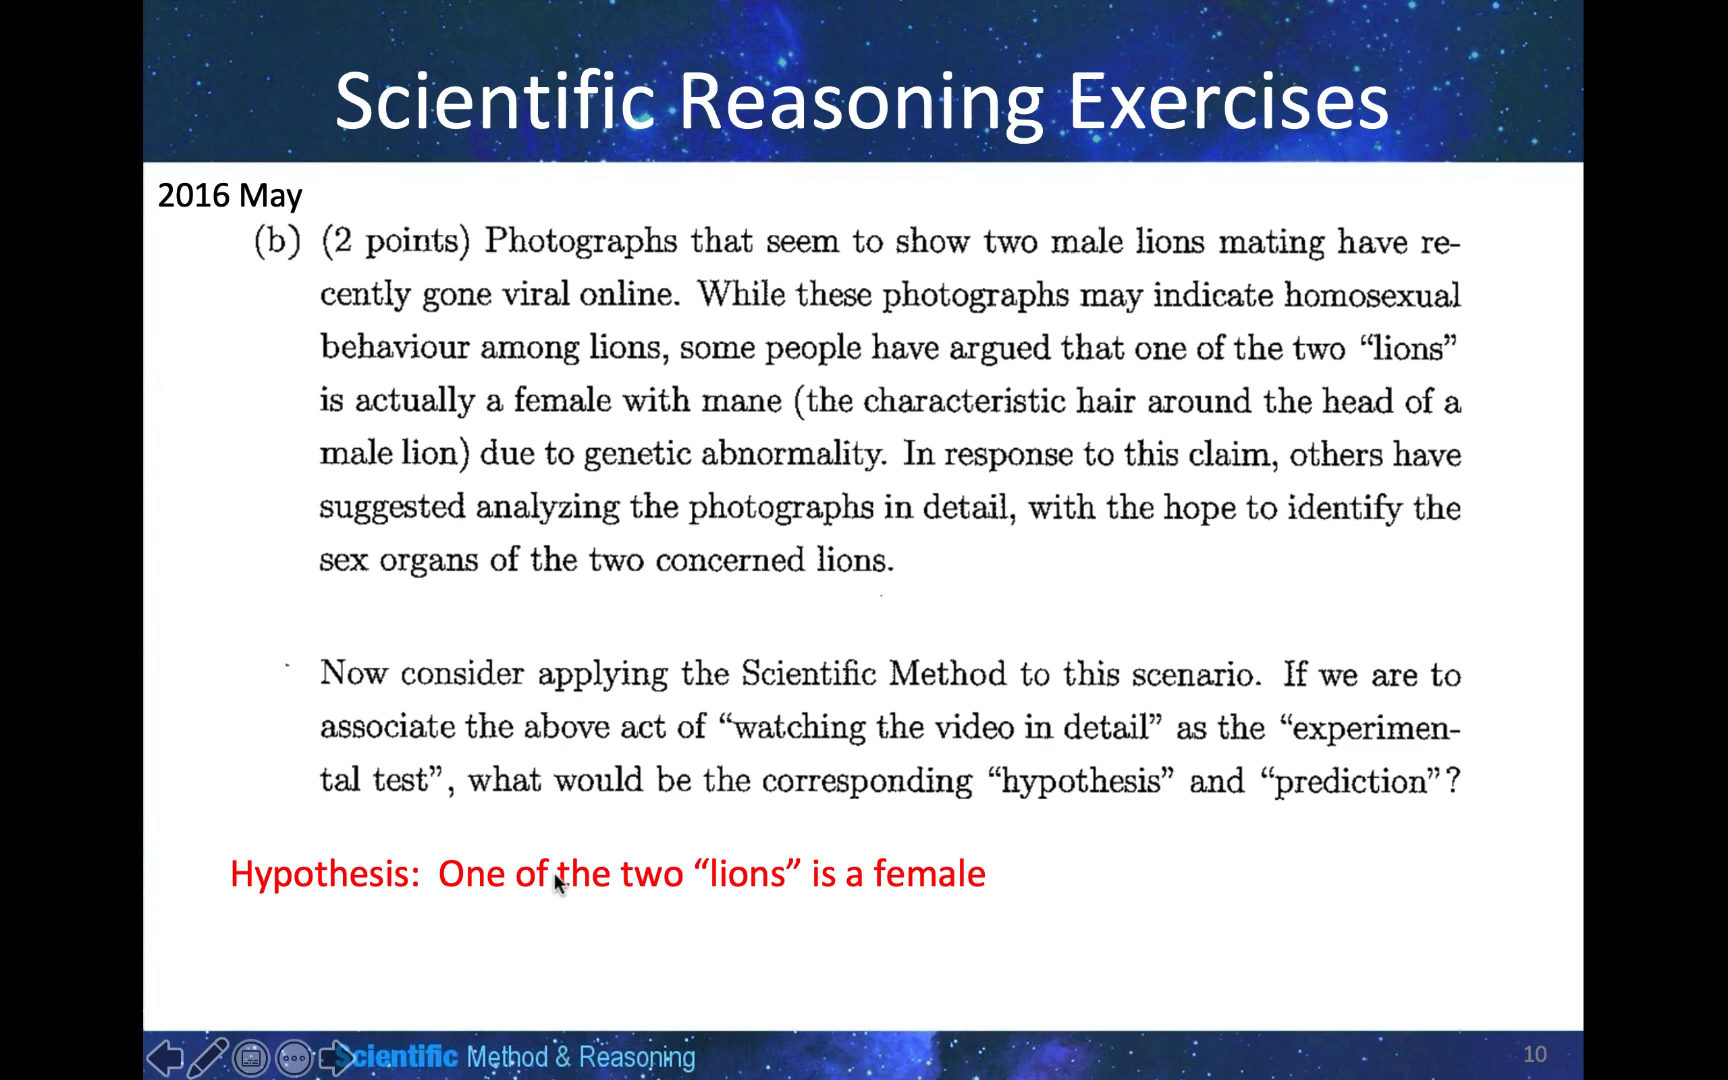 Scientific Reasoning Exercises
2016 May
(b) (2 points) Photographs that seem to show two male lions mating have re-
cently gone viral online. While these photographs may indicate homosexual
behaviour among lions, some people have argued that one of the two “lions”
is actually a female with mane (the characteristic hair around the head of a
male lion) due to genetic abnormality. In response to this claim, others have
suggested analyzing the photographs in detail, with the hope to identify the
sex organs of the two concerned lions.
Now consider applying the Scientific Method to this scenario. If we are to
associate the above act of “watching the video in detail” as the “experimen-
tal test”, what would be the corresponding “hypothesis” and “prediction”?
Hypothesis: One of the two “lions” is a female
Scientific Method & Reasoning
10